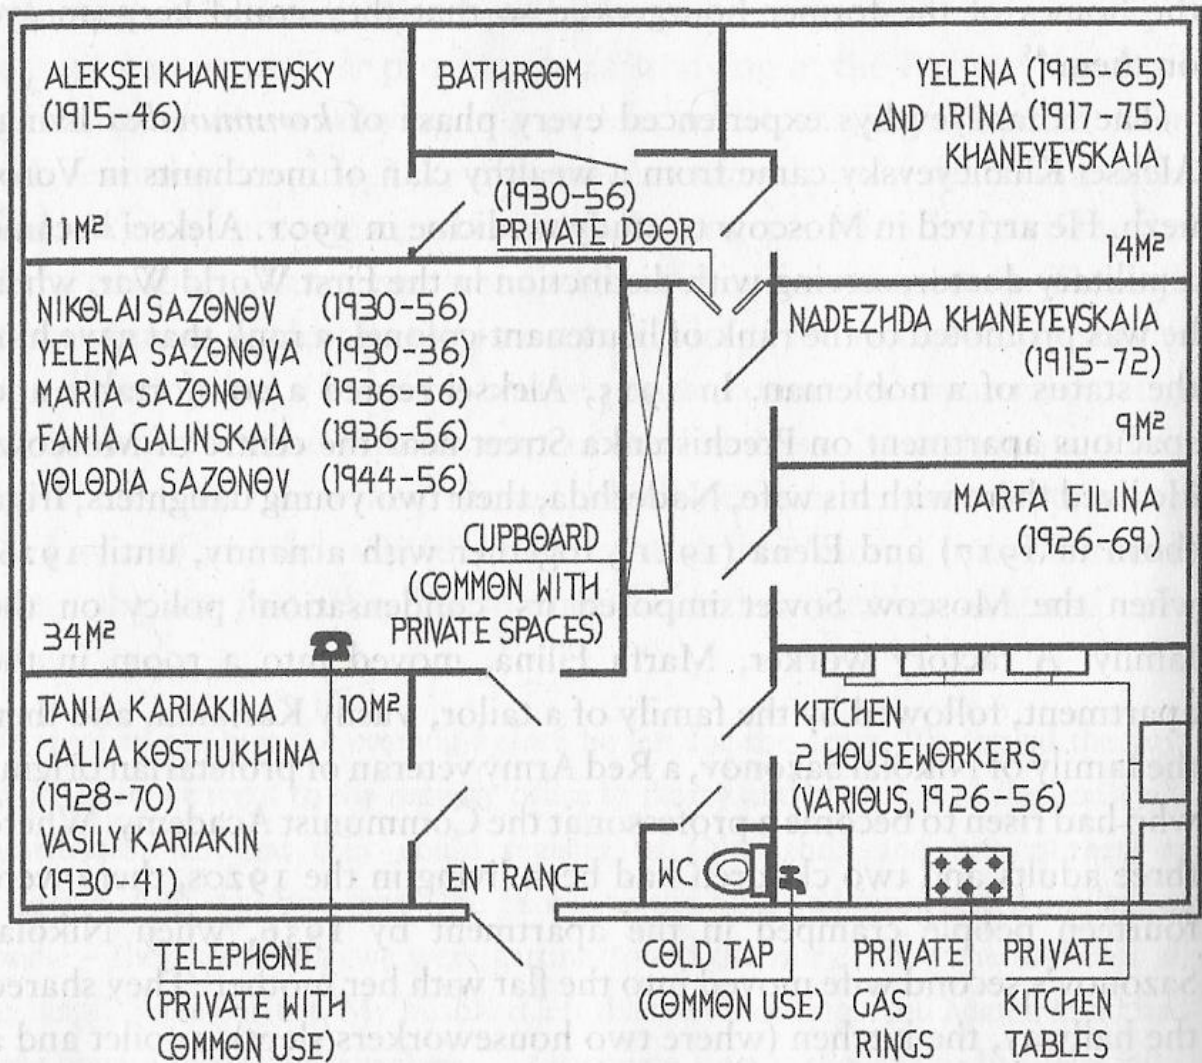 ALEKSEI KHANEYEVSKY
(1915-46)
11M²
BATHROOM
YELENA (1915-65)
AND IRINA (1917-75)
KHANEYEVSKAIA
14M²
(1930-56)
PRIVATE DOOR
NIKOLAI SAZONOV (1930-56)
YELENA SAZONOVA (1930-36)
MARIA SAZONOVA (1936-56)
FANIA GALINSKAIA (1936-56)
VOLODIA SAZONOV (1944-56)
34M²
NADEZHDA KHANEYEVSKAIA
(1915-72)
9M²
CUPBOARD
(COMMON WITH
PRIVATE SPACES)
MARFA FILINA
(1926-69)
TANIA KARIAKINA 10M²
GALIA KOSTIUKHINA
(1928-70)
VASILY KARIAKIN
(1930-41)
KITCHEN
2 HOUSEWORKERS
(VARIOUS, 1926-56)
ENTRANCE
WC
TELEPHONE
(PRIVATE WITH
COMMON USE)
COLD TAP
(COMMON USE)
PRIVATE
GAS
RINGS
PRIVATE
KITCHEN
TABLES